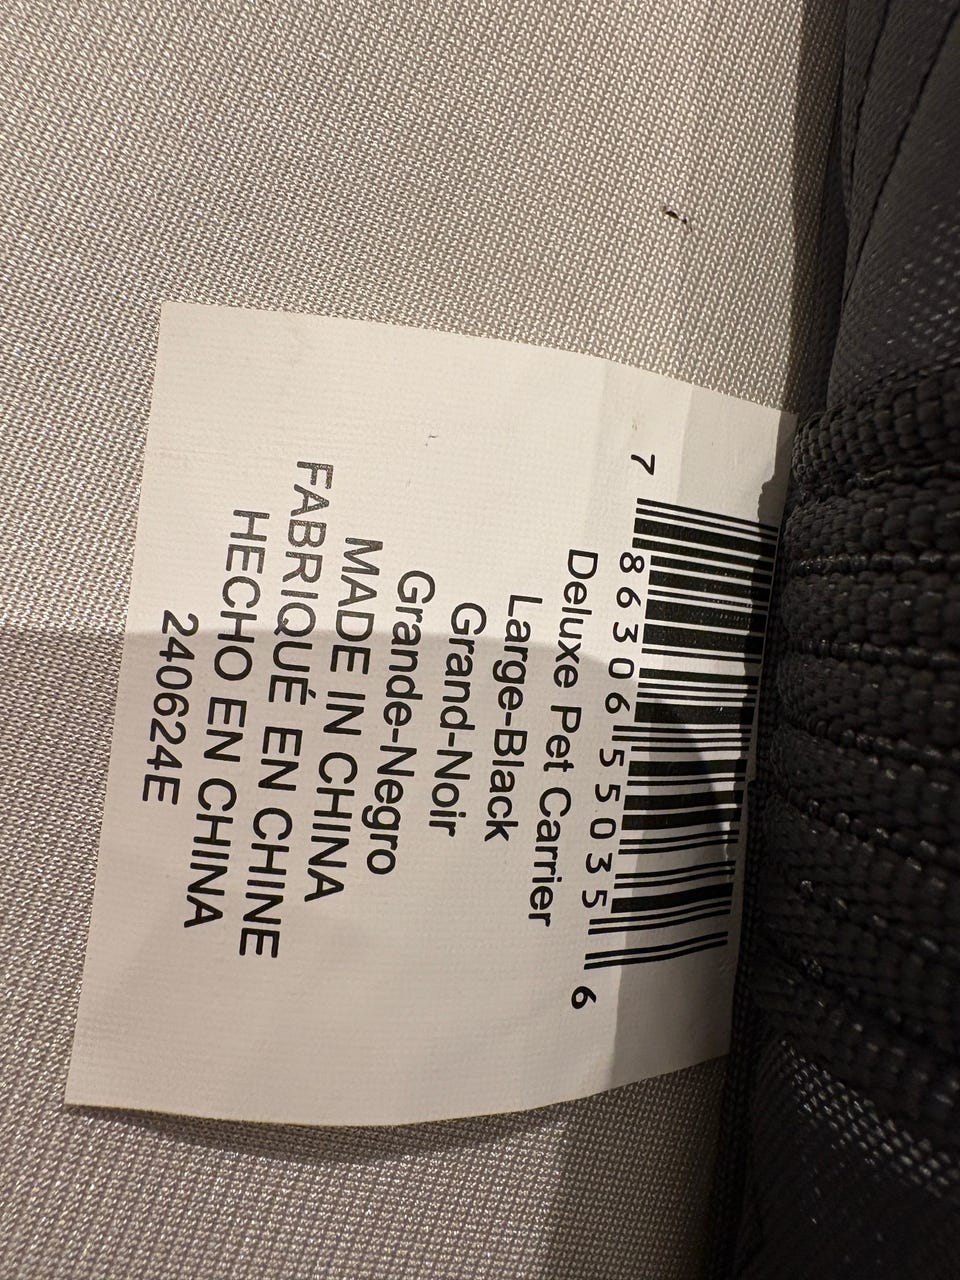 7 86306 55035 6
Deluxe Pet Carrier
Large-Black
Grand-Noir
Grande-Negro
MADE IN CHINA
FABRIQUÉ EN CHINE
HECHO EN CHINA
240624E